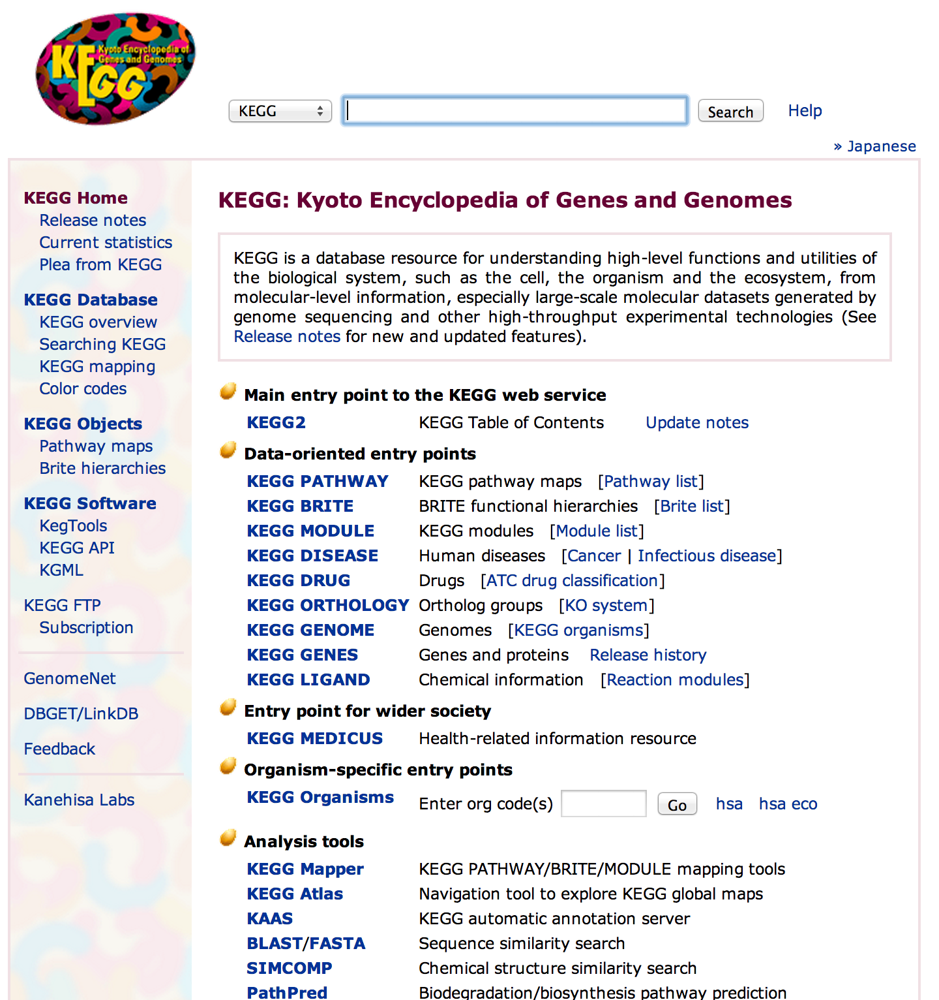 KEGG
Kyoto Encyclopedia of
Genes and Genomes
KEGG Search Help
» Japanese
KEGG Home
Release notes
Current statistics
Plea from KEGG
KEGG Database
KEGG overview
Searching KEGG
KEGG mapping
Color codes
KEGG Objects
Pathway maps
Brite hierarchies
KEGG Software
KegTools
KEGG API
KGML
KEGG FTP
Subscription
GenomeNet
DBGET/LinkDB
Feedback
Kanehisa Labs
KEGG: Kyoto Encyclopedia of Genes and Genomes
KEGG is a database resource for understanding high-level functions and utilities of
the biological system, such as the cell, the organism and the ecosystem, from
molecular-level information, especially large-scale molecular datasets generated by
genome sequencing and other high-throughput experimental technologies (See
Release notes for new and updated features).
Main entry point to the KEGG web service
KEGG2 KEGG Table of Contents Update notes
Data-oriented entry points
KEGG PATHWAY KEGG pathway maps [Pathway list]
KEGG BRITE BRITE functional hierarchies [Brite list]
KEGG MODULE KEGG modules [Module list]
KEGG DISEASE Human diseases [Cancer | Infectious disease]
KEGG DRUG Drugs [ATC drug classification]
KEGG ORTHOLOGY Ortholog groups [KO system]
KEGG GENOME Genomes [KEGG organisms]
KEGG GENES Genes and proteins Release history
KEGG LIGAND Chemical information [Reaction modules]
Entry point for wider society
KEGG MEDICUS Health-related information resource
Organism-specific entry points
KEGG Organisms Enter org code(s) Go hsa hsa eco
Analysis tools
KEGG Mapper KEGG PATHWAY/BRITE/MODULE mapping tools
KEGG Atlas Navigation tool to explore KEGG global maps
KAAS KEGG automatic annotation server
BLAST/FASTA Sequence similarity search
SIMCOMP Chemical structure similarity search
PathPred Biodegradation/biosynthesis pathway prediction